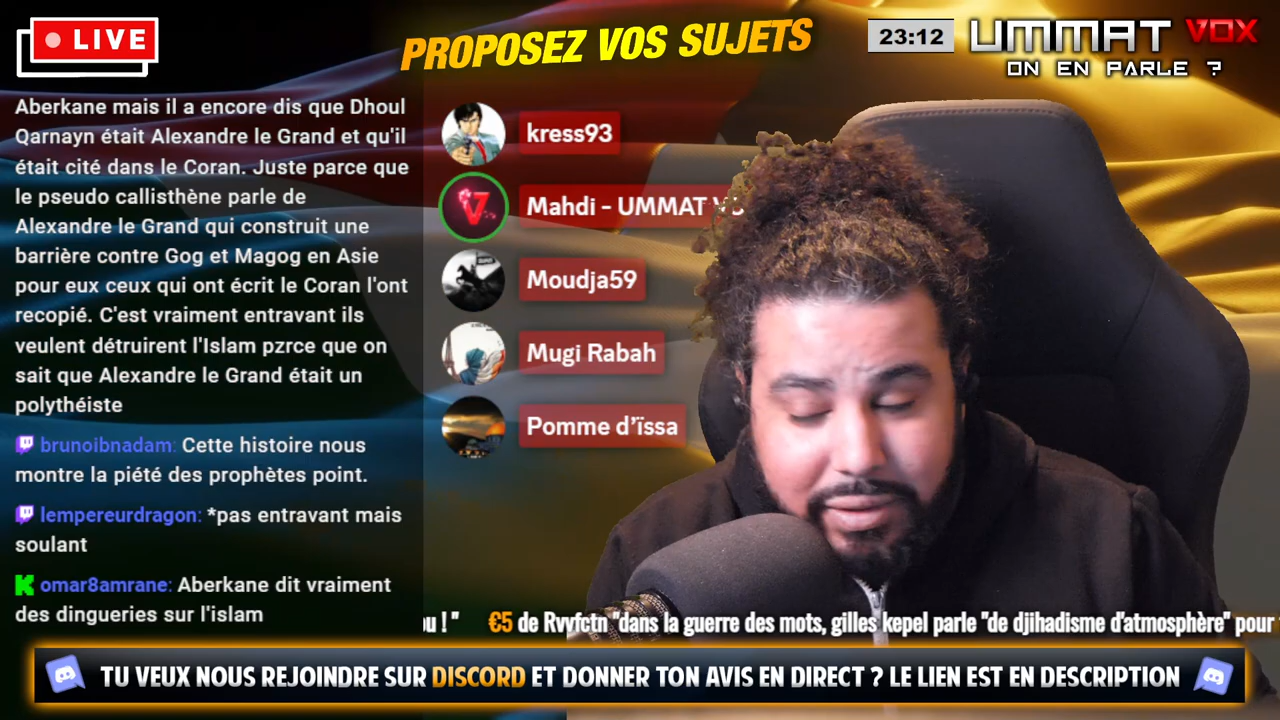 LIVE
PROPOSEZ VOS SUJETS
23:12
UMMAT VOX
ON EN PARLE ?
Aberkane mais il a encore dis que Dhoul
Qarnayn était Alexandre le Grand et qu'il
était cité dans le Coran. Juste parce que
le pseudo callisthène parle de
Alexandre le Grand qui construit une
barrière contre Gog et Magog en Asie
pour eux ceux qui ont écrit le Coran l'ont
recopié. C'est vraiment entravant ils
veulent détruirent l'Islam pzrce que on
sait que Alexandre le Grand était un
polythéiste
brunoibnadam: Cette histoire nous
montre la piété des prophètes point.
lempereurdragon: *pas entravant mais
soulant
omar8amrane: Aberkane dit vraiment
des dingueries sur l'islam
kress93
Mahdi - UMMAT
Moudja59
Mugi Rabah
Pomme d'ïssa
ou ! " €5 de Rvvfctn "dans la guerre des mots, gilles kepel parle "de djihadisme d'atmosphère" pour
TU VEUX NOUS REJOINDRE SUR DISCORD ET DONNER TON AVIS EN DIRECT ? LE LIEN EST EN DESCRIPTION